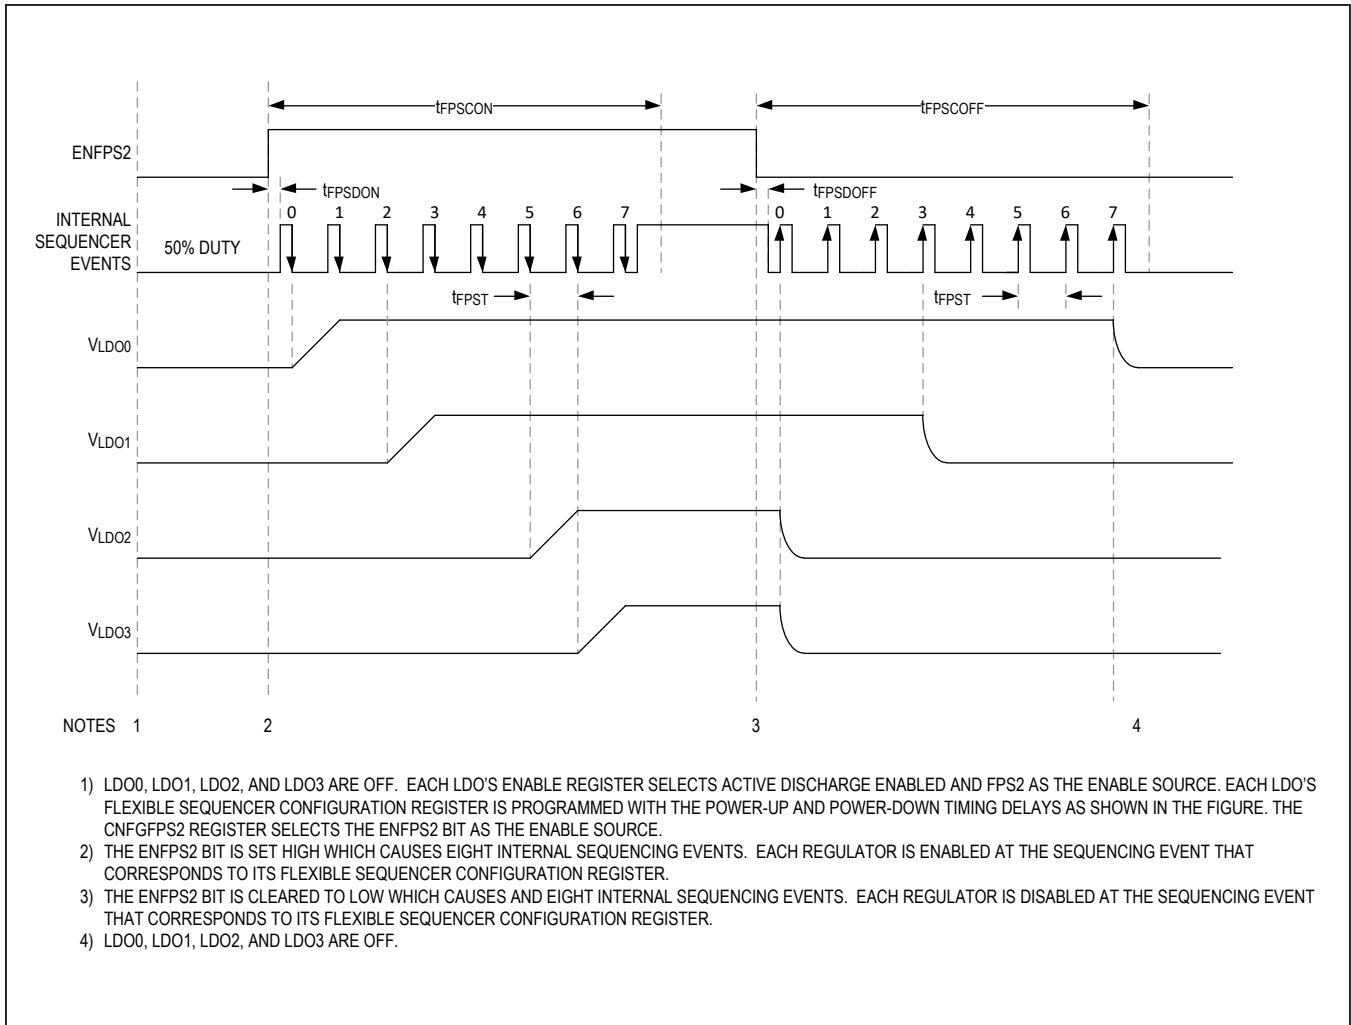 tFPSCON tFPSCOFF
ENFPS2
tFPSDON tFPSDOFF
0 1 2 3 4 5 6 7 0 1 2 3 4 5 6 7
INTERNAL
SEQUENCER
EVENTS
50% DUTY
tFPST tFPST
VLDO0
VLDO1
VLDO2
VLDO3
NOTES 1 2 3 4
1) LDO0, LDO1, LDO2, AND LDO3 ARE OFF. EACH LDO'S ENABLE REGISTER SELECTS ACTIVE DISCHARGE ENABLED AND FPS2 AS THE ENABLE SOURCE. EACH LDO'S
FLEXIBLE SEQUENCER CONFIGURATION REGISTER IS PROGRAMMED WITH THE POWER-UP AND POWER-DOWN TIMING DELAYS AS SHOWN IN THE FIGURE. THE
CNFGFPS2 REGISTER SELECTS THE ENFPS2 BIT AS THE ENABLE SOURCE.
2) THE ENFPS2 BIT IS SET HIGH WHICH CAUSES EIGHT INTERNAL SEQUENCING EVENTS. EACH REGULATOR IS ENABLED AT THE SEQUENCING EVENT THAT
CORRESPONDS TO ITS FLEXIBLE SEQUENCER CONFIGURATION REGISTER.
3) THE ENFPS2 BIT IS CLEARED TO LOW WHICH CAUSES AND EIGHT INTERNAL SEQUENCING EVENTS. EACH REGULATOR IS DISABLED AT THE SEQUENCING EVENT
THAT CORRESPONDS TO ITS FLEXIBLE SEQUENCER CONFIGURATION REGISTER.
4) LDO0, LDO1, LDO2, AND LDO3 ARE OFF.